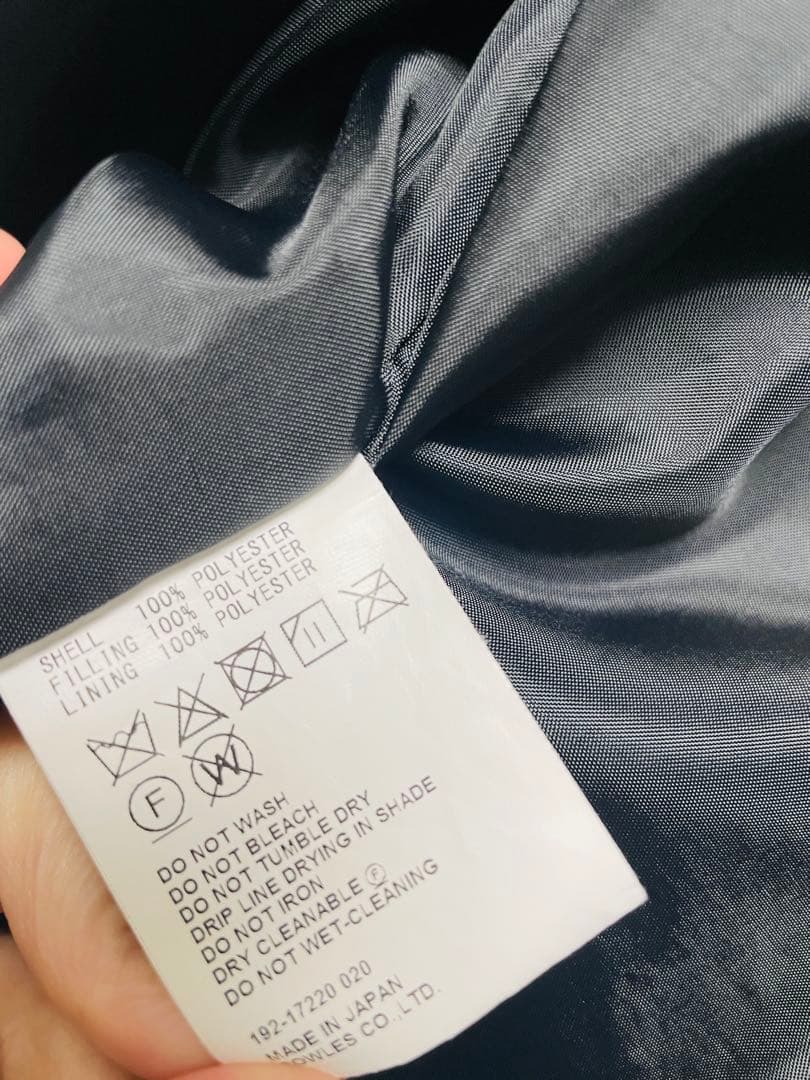 SHELL 100% POLYESTER
FILLING 100% POLYESTER
LINING 100% POLYESTER
F W
DO NOT WASH
DO NOT BLEACH
DO NOT TUMBLE DRY
DRIP LINE DRYING IN SHADE
DO NOT IRON
DRY CLEANABLE Ⓕ
DO NOT WET-CLEANING
192-17220 020
MADE IN JAPAN
CO.,LTD.